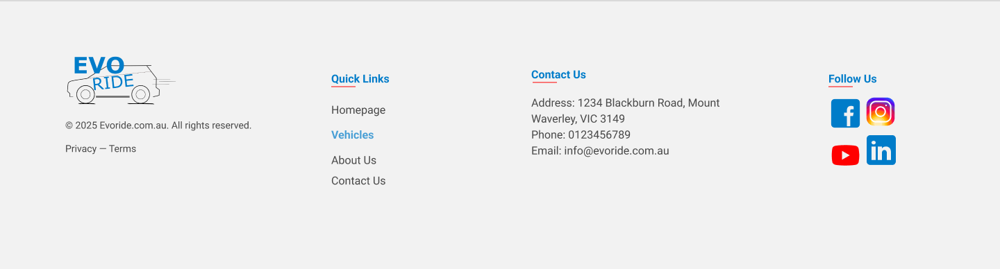 EVO
RIDE
© 2025 Evoride.com.au. All rights reserved.
Privacy — Terms
Quick Links
Homepage
Vehicles
About Us
Contact Us
Contact Us
Address: 1234 Blackburn Road, Mount
Waverley, VIC 3149
Phone: 0123456789
Email: info@evoride.com.au
Follow Us
f
in